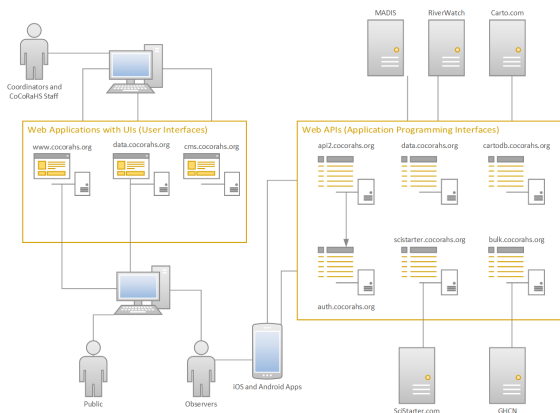 MADIS
RiverWatch
Carto.com
Coordinators and
CoCoRaHS Staff
Web Applications with UIs (User Interfaces)
www.cocorahs.org
data.cocorahs.org
cms.cocorahs.org
Web APIs (Application Programming Interfaces)
api2.cocorahs.org
data.cocorahs.org
cartodb.cocorahs.org
scistarter.cocorahs.org
bulk.cocorahs.org
auth.cocorahs.org
Public
Observers
iOS and Android Apps
SciStarter.com
GHCN